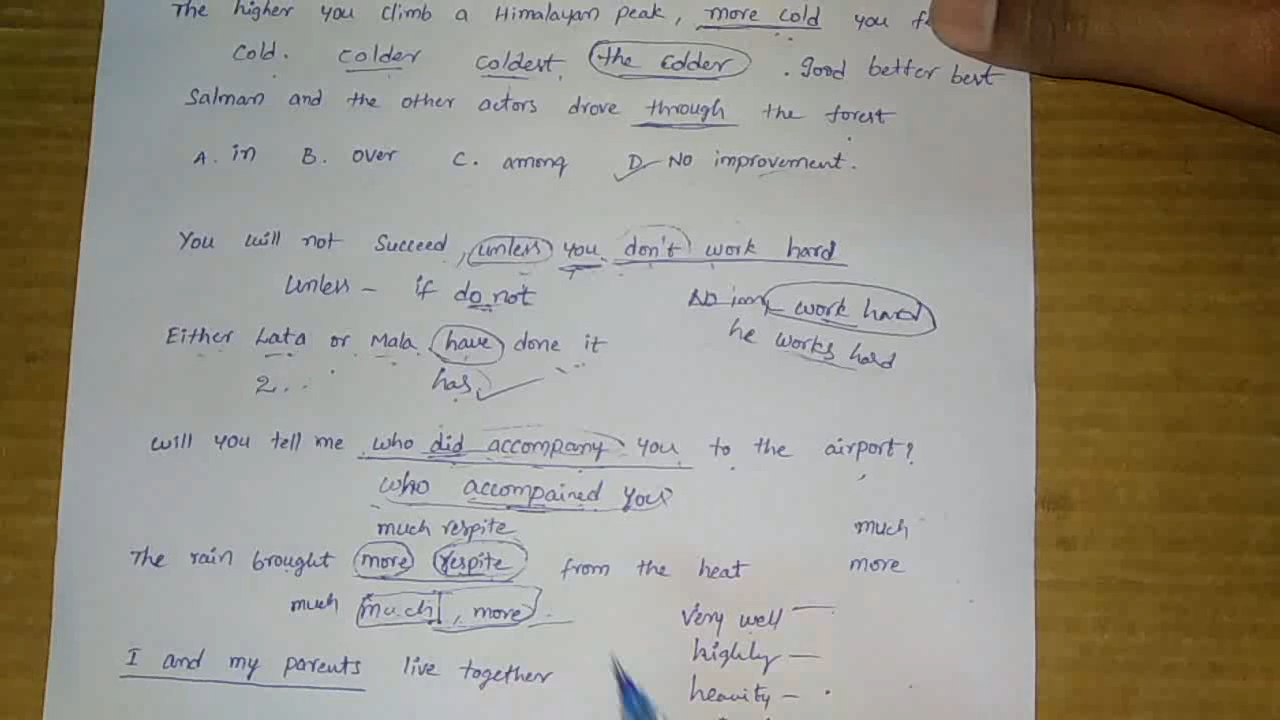 The higher you climb a Himalayan peak, more cold you
cold. colder coldest, the colder . Good better best
Salman and the other actors drove through the forest
A. in B. over C. among D No improvement.
You will not succeed, unless you don't work hard
Unless - if do not
No imp work hard
he works hard
Either Lata or Mala have done it
2.. has
will you tell me who did accompany you to the airport?
who accompained you
much respite
much
The rain brought more respite from the heat
more
much much, more
Very well
highly
I and my parents live together
heavity